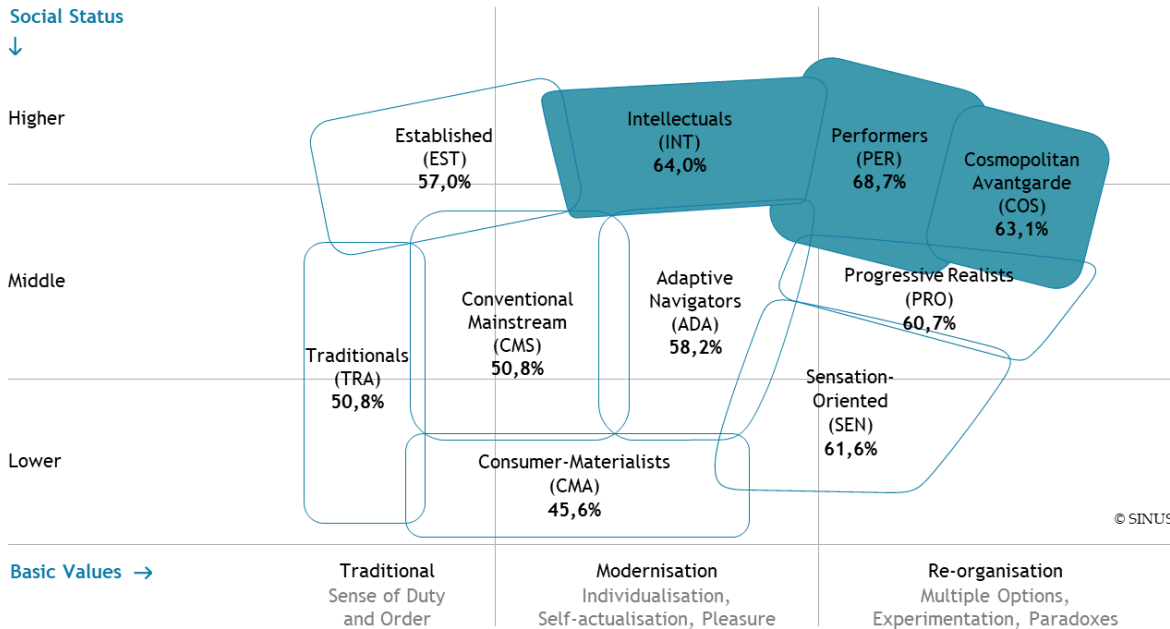 Social Status
↓
Higher
Middle
Lower
Established
(EST)
57,0%
Intellectuals
(INT)
64,0%
Performers
(PER)
68,7%
Cosmopolitan
Avantgarde
(COS)
63,1%
Traditionals
(TRA)
50,8%
Conventional
Mainstream
(CMS)
50,8%
Adaptive
Navigators
(ADA)
58,2%
Progressive Realists
(PRO)
60,7%
Sensation-
Oriented
(SEN)
61,6%
Consumer-Materialists
(CMA)
45,6%
© SINUS
Basic Values →
Traditional
Sense of Duty
and Order
Modernisation
Individualisation,
Self-actualisation, Pleasure
Re-organisation
Multiple Options,
Experimentation, Paradoxes